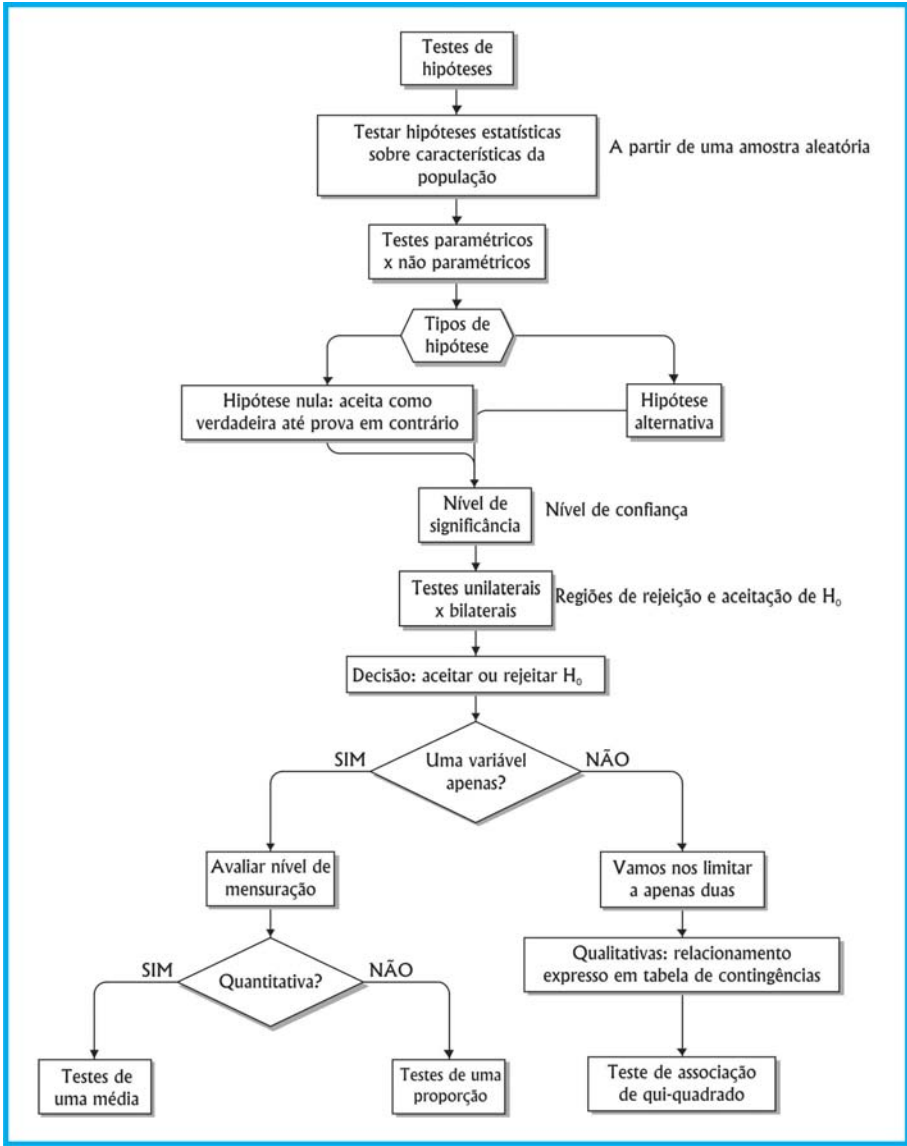 Testes de
hipóteses
Testar hipóteses estatísticas
sobre características da
população
A partir de uma amostra aleatória
Testes paramétricos
x não paramétricos
Tipos de
hipótese
Hipótese nula: aceita como
verdadeira até prova em contrário
Hipótese
alternativa
Nível de
significância
Nível de confiança
Testes unilaterais
x bilaterais
Regiões de rejeição e aceitação de H₀
Decisão: aceitar ou rejeitar H₀
SIM
Uma variável
apenas?
NÃO
Avaliar nível de
mensuração
Vamos nos limitar
a apenas duas
SIM
Quantitativa?
NÃO
Qualitativas: relacionamento
expresso em tabela de contingências
Testes de
uma média
Testes de uma
proporção
Teste de associação
de qui-quadrado